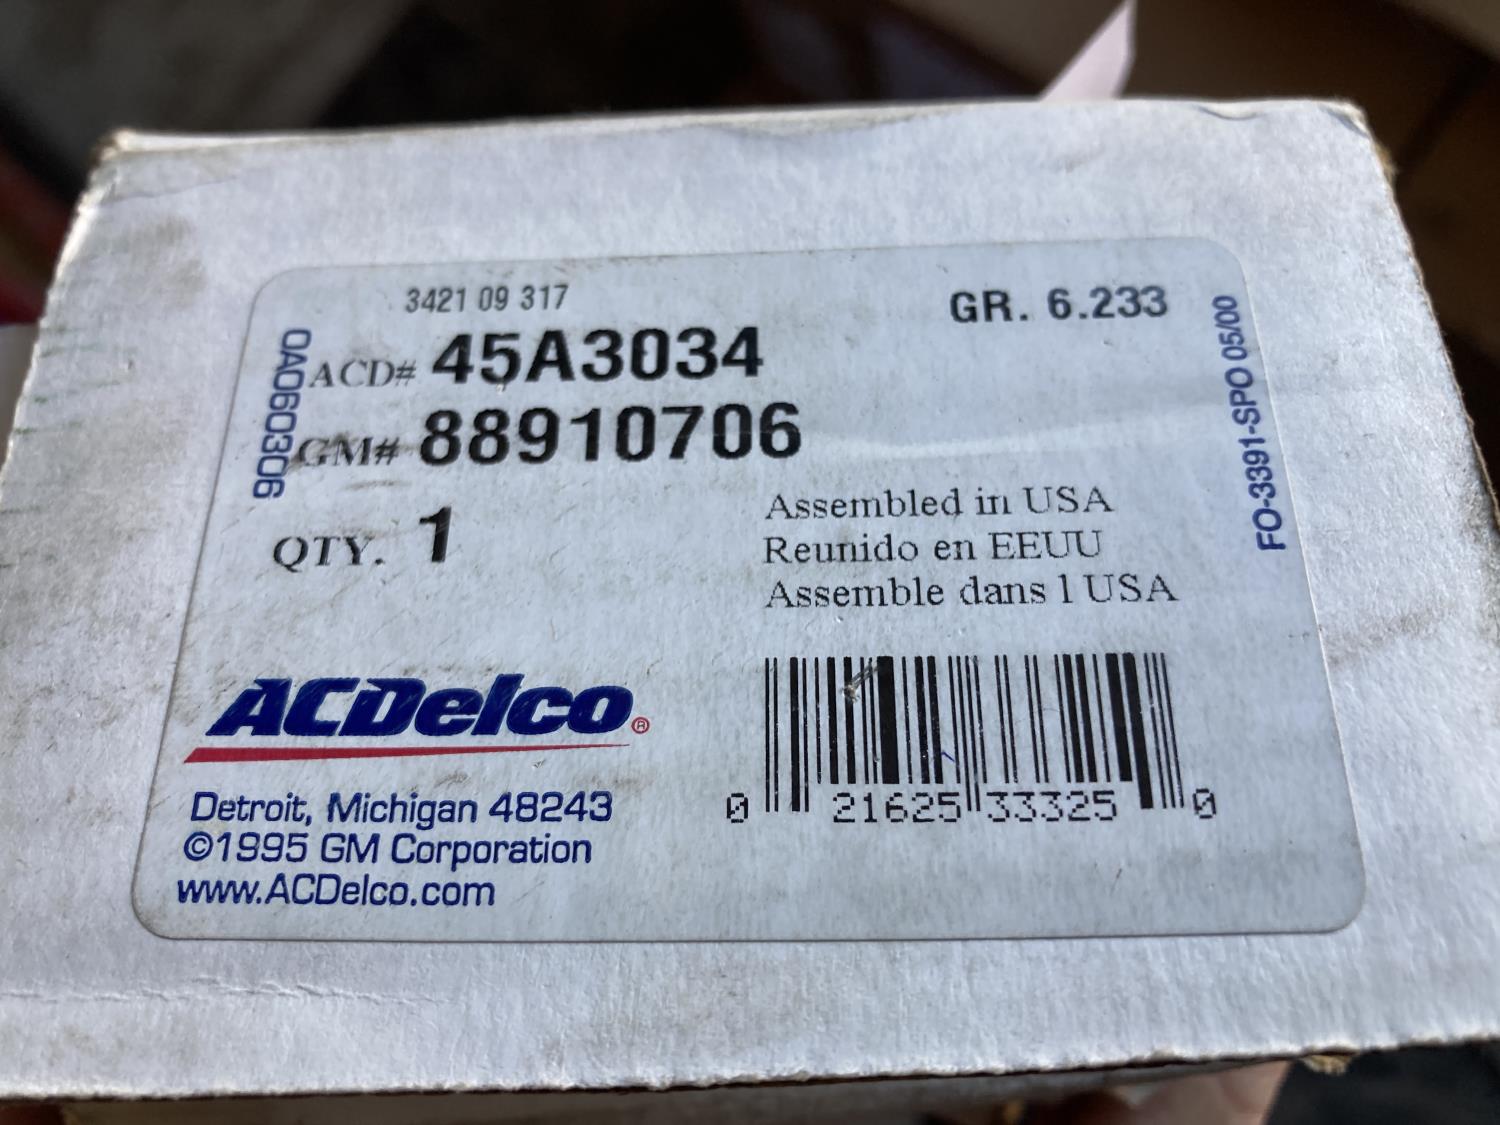 3421 09 317
GR. 6.233
ACD# 45A3034
GM# 88910706
QTY. 1
0A060306
FO-3391-SPO 05/00
Assembled in USA
Reunido en EEUU
Assemble dans l USA
ACDelco®
Detroit, Michigan 48243
©1995 GM Corporation
www.ACDelco.com
0 21625 33325 0